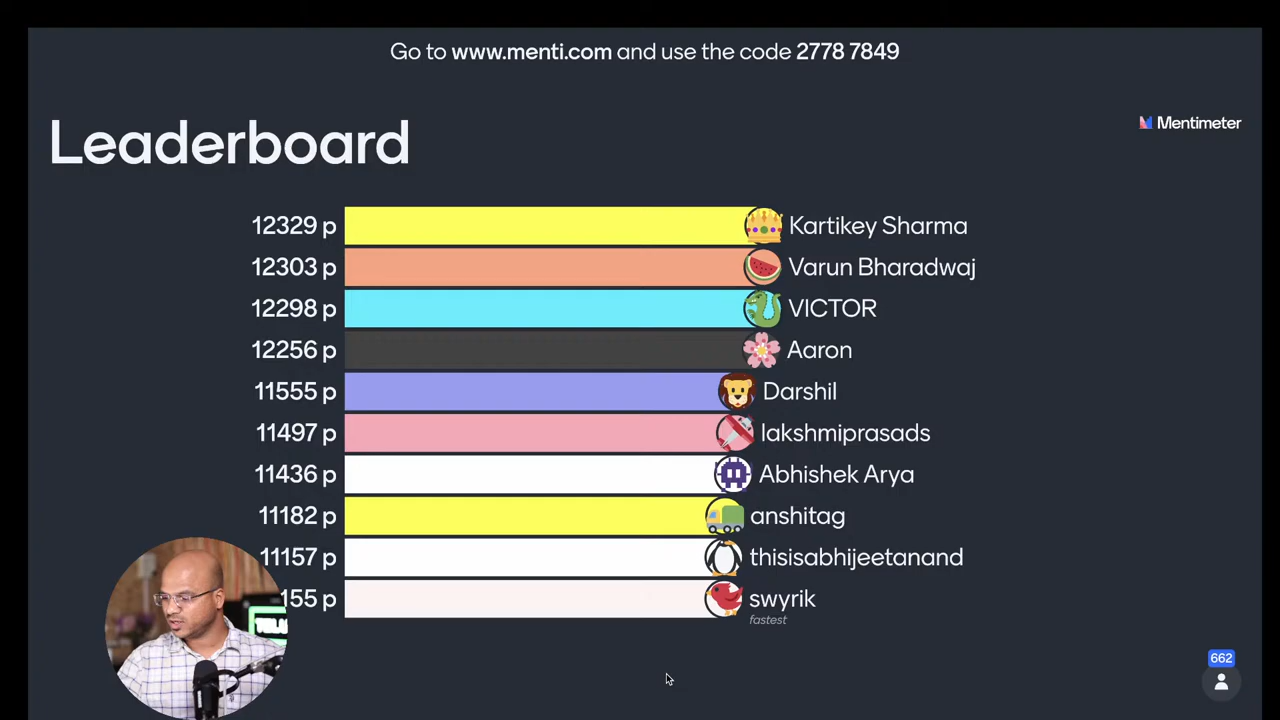 Go to www.menti.com and use the code 2778 7849
Leaderboard
Mentimeter
12329 p Kartikey Sharma
12303 p Varun Bharadwaj
12298 p VICTOR
12256 p Aaron
11555 p Darshil
11497 p lakshmiprasads
11436 p Abhishek Arya
11182 p anshitag
11157 p thisisabhijeetanand
155 p swyrik
fastest
662